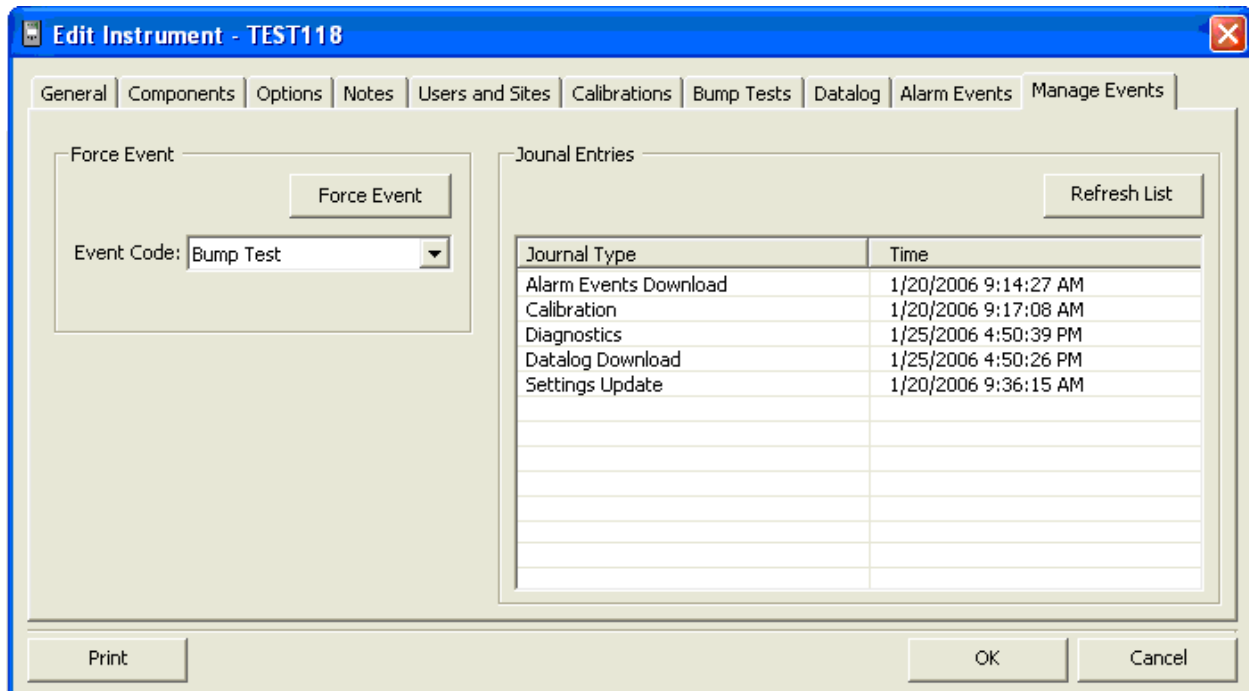 Edit Instrument - TEST118
General Components Options Notes Users and Sites Calibrations Bump Tests Datalog Alarm Events Manage Events
Force Event
Force Event
Event Code: Bump Test
Jounal Entries
Refresh List
Journal Type Time
Alarm Events Download 1/20/2006 9:14:27 AM
Calibration 1/20/2006 9:17:08 AM
Diagnostics 1/25/2006 4:50:39 PM
Datalog Download 1/25/2006 4:50:26 PM
Settings Update 1/20/2006 9:36:15 AM
Print OK Cancel